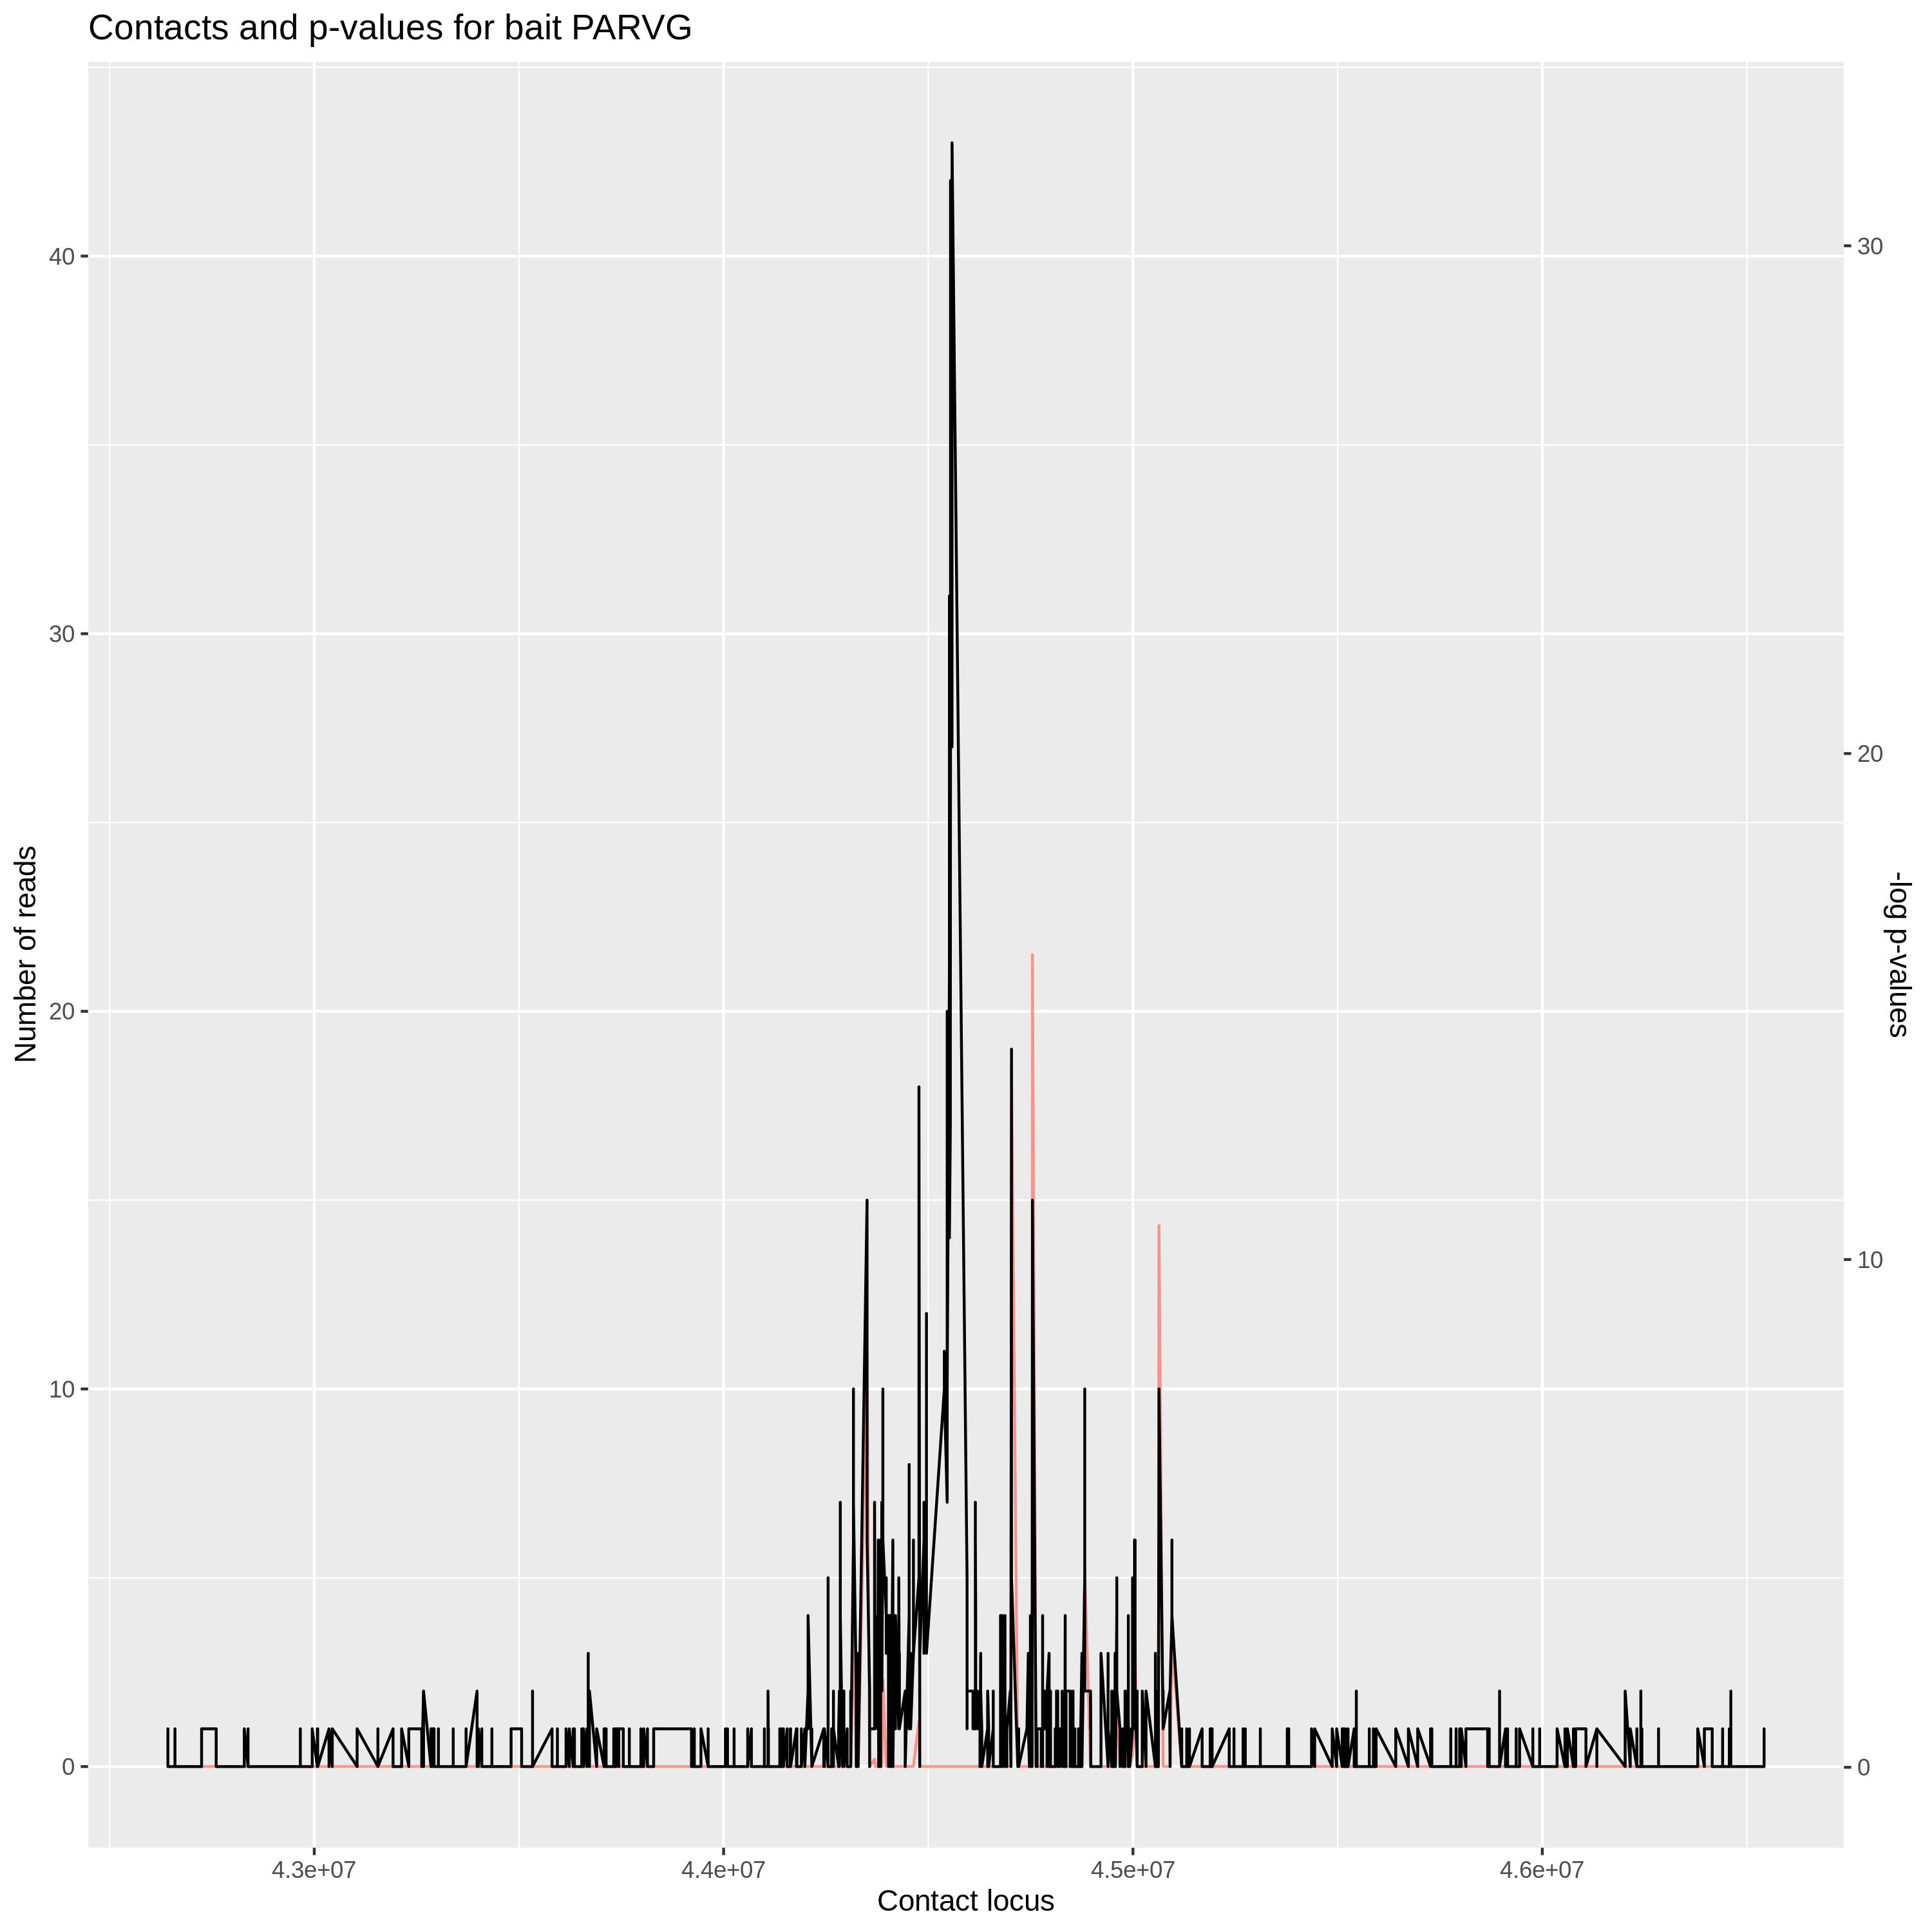 Contacts and p-values for bait PARVG
Number of reads
40
30
20
10
0
30
20
10
0
-log p-values
4.3e+07 4.4e+07 4.5e+07 4.6e+07
Contact locus